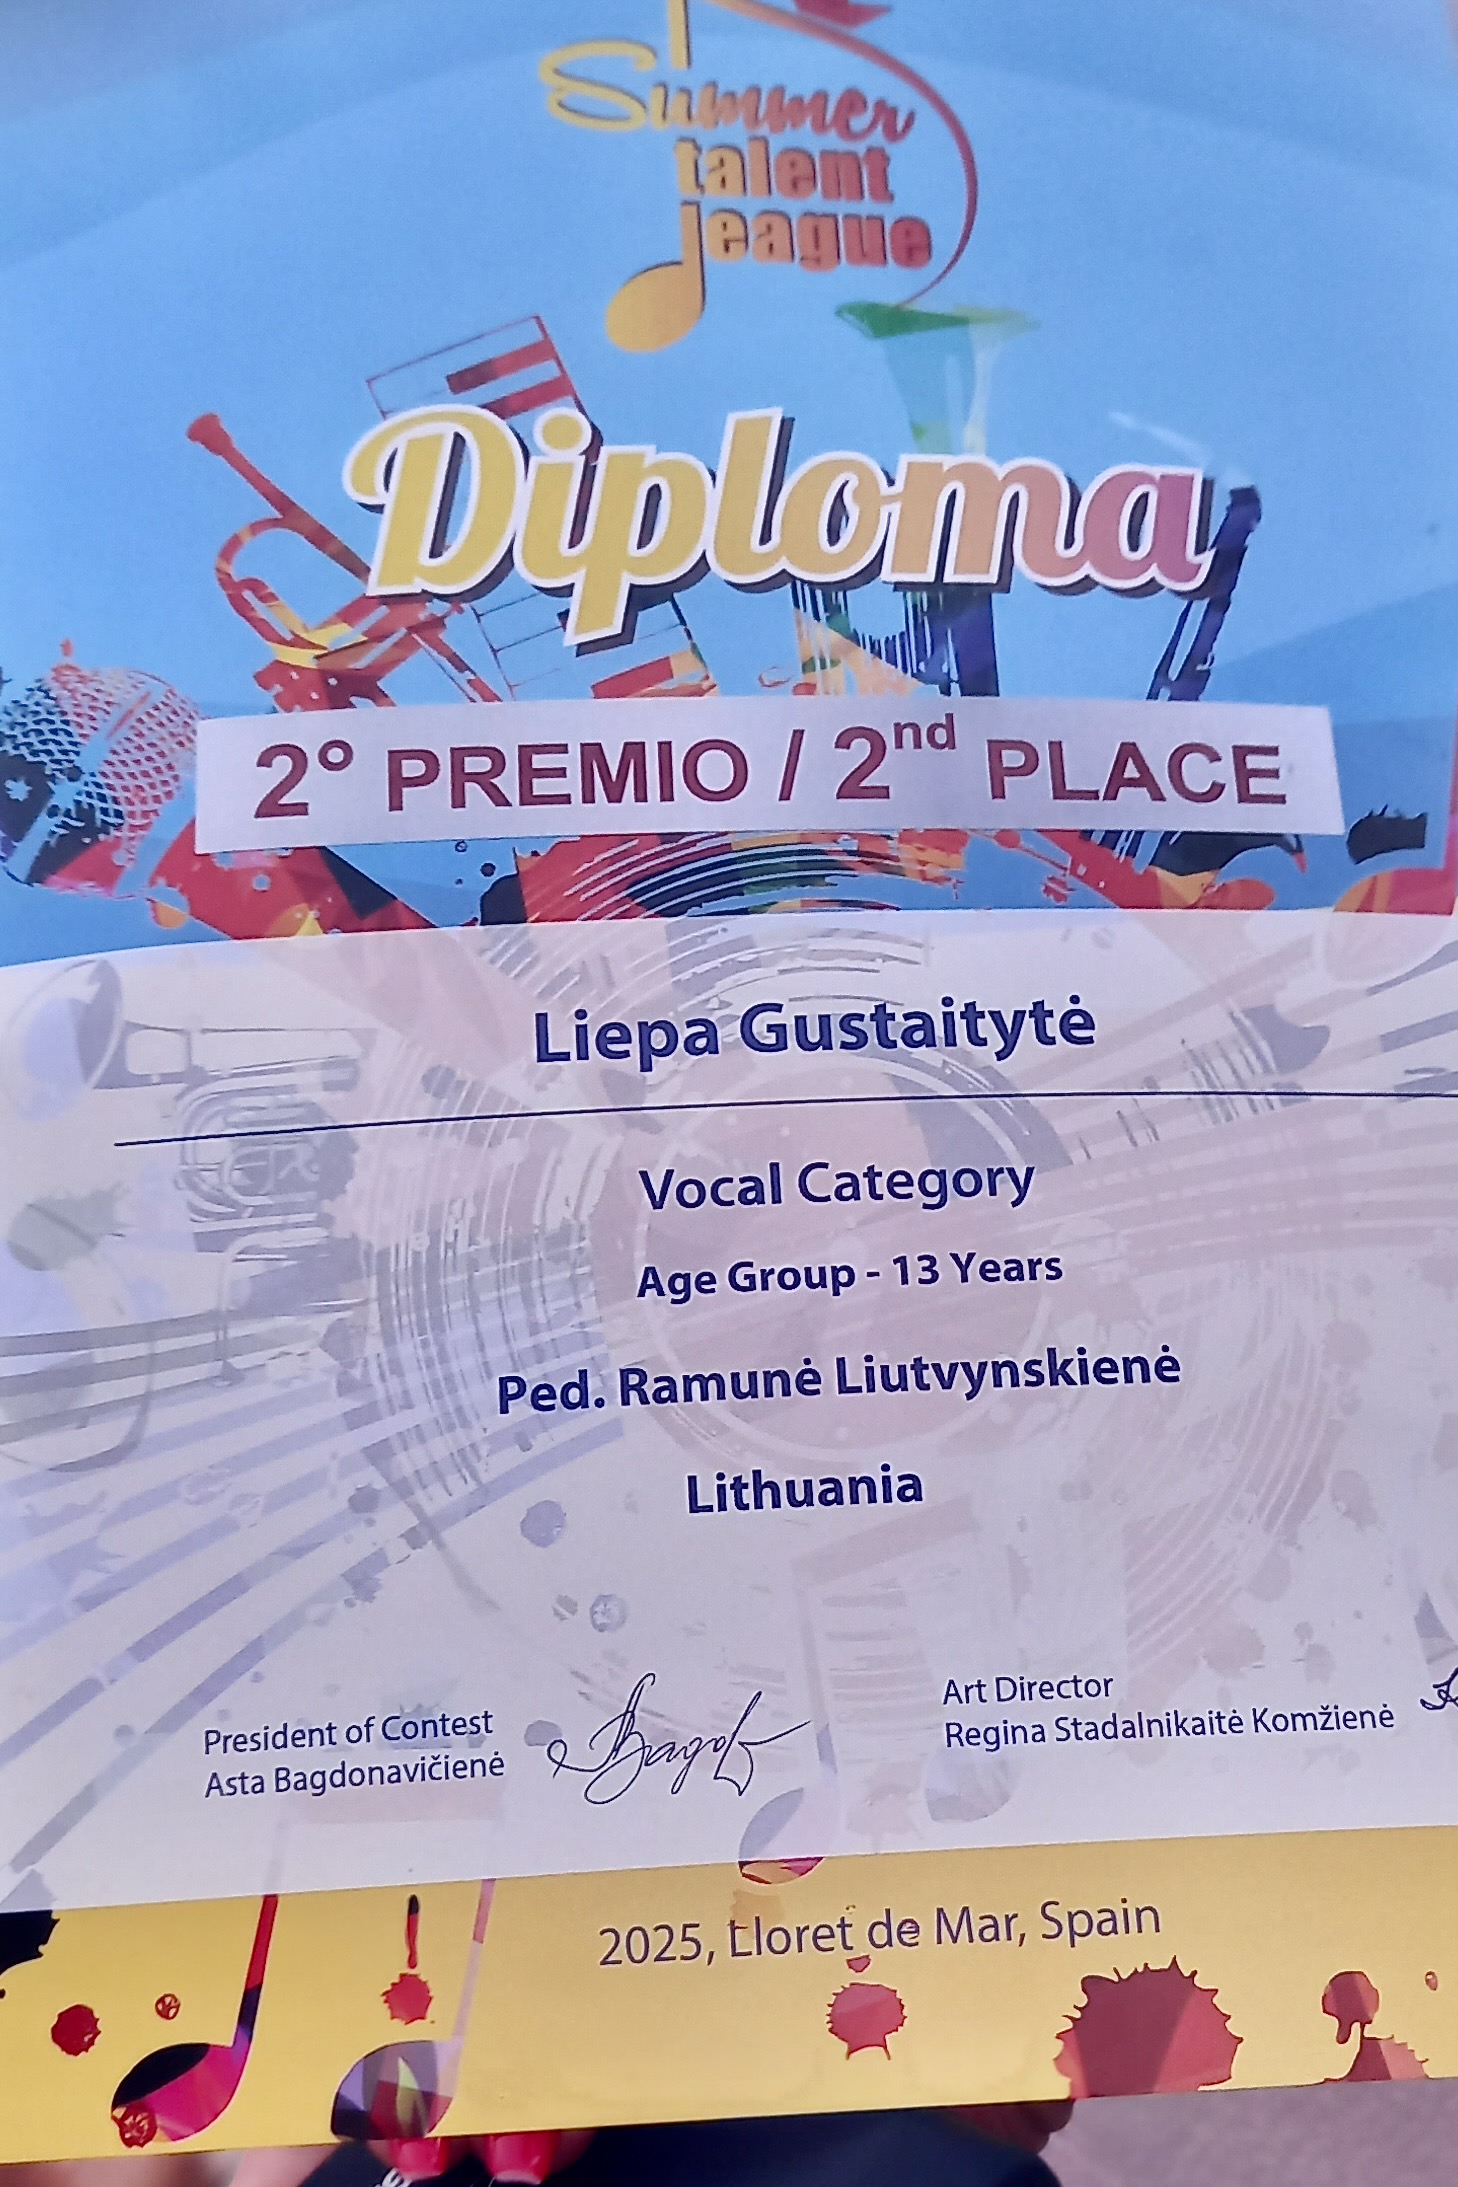 Summer
talent
league
Diploma
2º PREMIO / 2nd PLACE
Liepa Gustaitytė
Vocal Category
Age Group - 13 Years
Ped. Ramunė Liutvynskienė
Lithuania
President of Contest
Asta Bagdonavičienė
Art Director
Regina Stadalnikaitė Komžienė
2025, Lloret de Mar, Spain